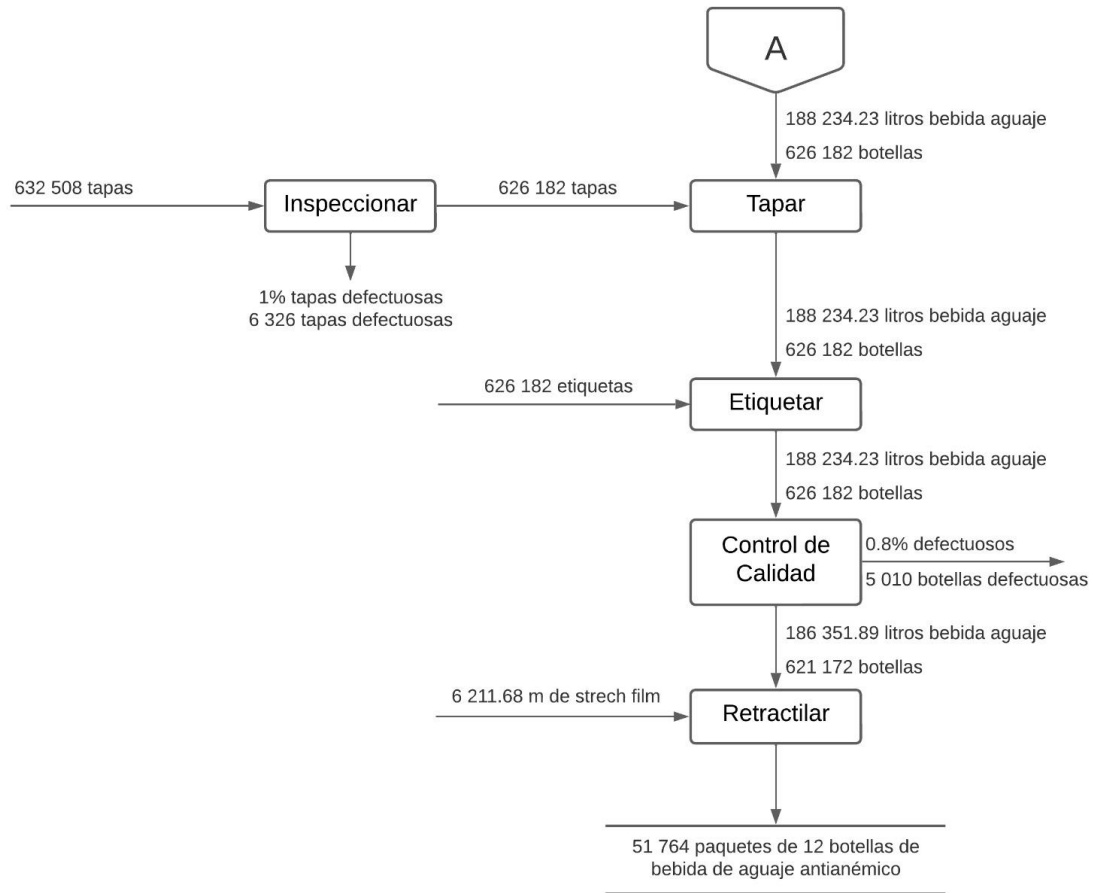 A
188 234.23 litros bebida aguaje
626 182 botellas
632 508 tapas
Inspeccionar
626 182 tapas
Tapar
1% tapas defectuosas
6 326 tapas defectuosas
188 234.23 litros bebida aguaje
626 182 botellas
626 182 etiquetas
Etiquetar
188 234.23 litros bebida aguaje
626 182 botellas
Control de
Calidad
0.8% defectuosos
5 010 botellas defectuosas
186 351.89 litros bebida aguaje
621 172 botellas
6 211.68 m de strech film
Retractilar
51 764 paquetes de 12 botellas de
bebida de aguaje antianémico